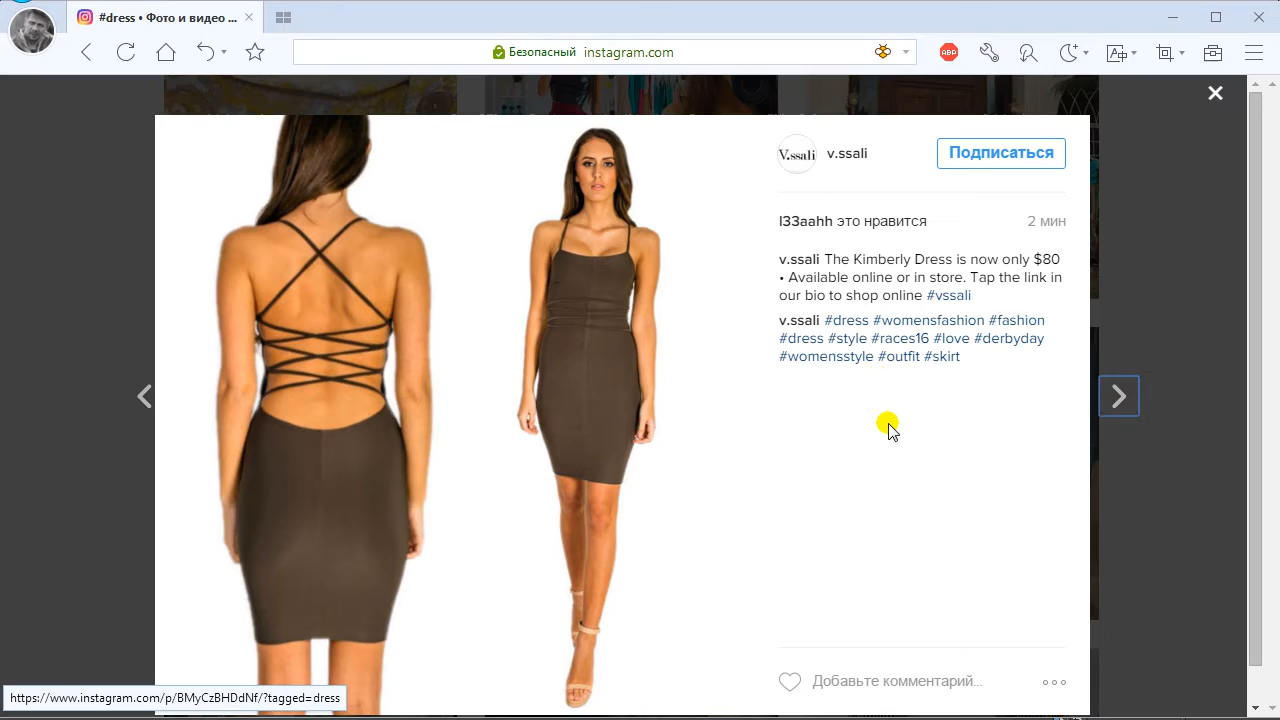 #dress • Фото и видео ...
Безопасный instagram.com
ABP
V.ssali
v.ssali
Подписаться
l33aahh это нравится
2 мин
v.ssali The Kimberly Dress is now only $80
• Available online or in store. Tap the link in
our bio to shop online #vssali
v.ssali #dress #womensfashion #fashion
#dress #style #races16 #love #derbyday
#womensstyle #outfit #skirt
Добавьте комментарий...
https://www.instagram.com/p/BMyCzBHDdNf/?tagged=dress